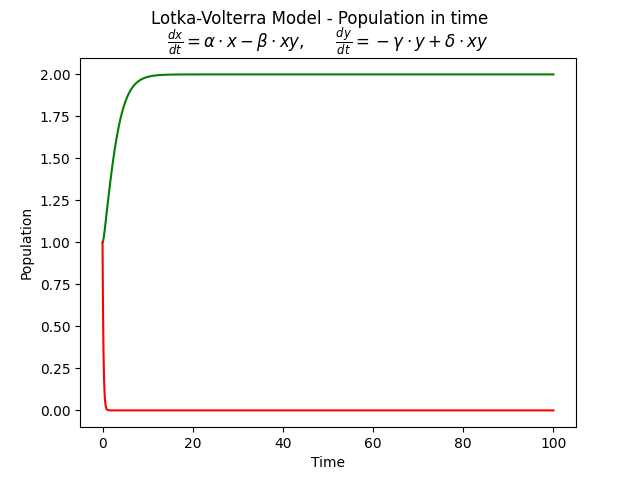 Lotka-Volterra Model - Population in time
dx/dt = α · x − β · xy,  dy/dt = − γ · y + δ · xy
2.00
1.75
1.50
1.25
1.00
0.75
0.50
0.25
0.00
Population
0 20 40 60 80 100
Time